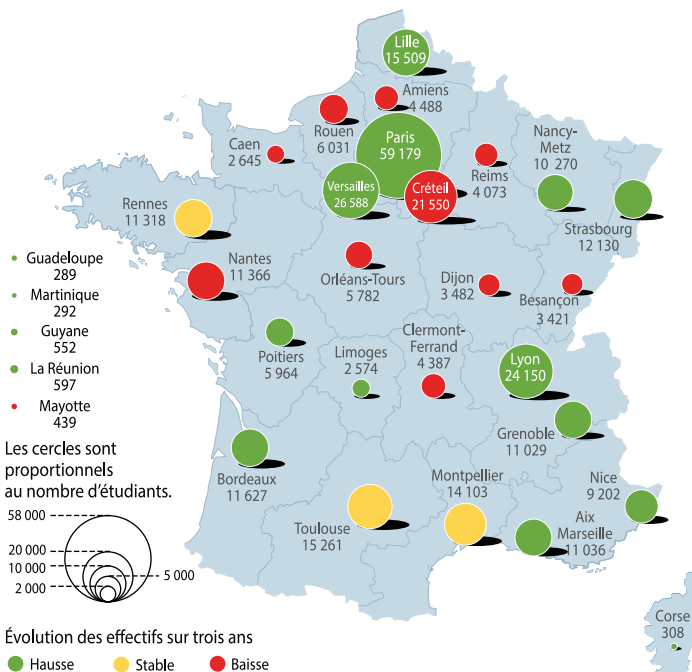 Lille
15 509
Amiens
4 488
Rouen
6 031
Caen
2 645
Paris
59 179
Reims
4 073
Nancy-
Metz
10 270
Versailles
26 588
Créteil
21 550
Strasbourg
12 130
Rennes
11 318
Nantes
11 366
Orléans-Tours
5 782
Dijon
3 482
Besançon
3 421
Guadeloupe
289
Martinique
292
Guyane
552
La Réunion
597
Mayotte
439
Poitiers
5 964
Limoges
2 574
Clermont-
Ferrand
4 387
Lyon
24 150
Grenoble
11 029
Bordeaux
11 627
Toulouse
15 261
Montpellier
14 103
Nice
9 202
Aix
Marseille
11 036
Corse
308
Les cercles sont
proportionnels
au nombre d'étudiants.
58 000
20 000
10 000
5 000
2 000
Évolution des effectifs sur trois ans
Hausse
Stable
Baisse